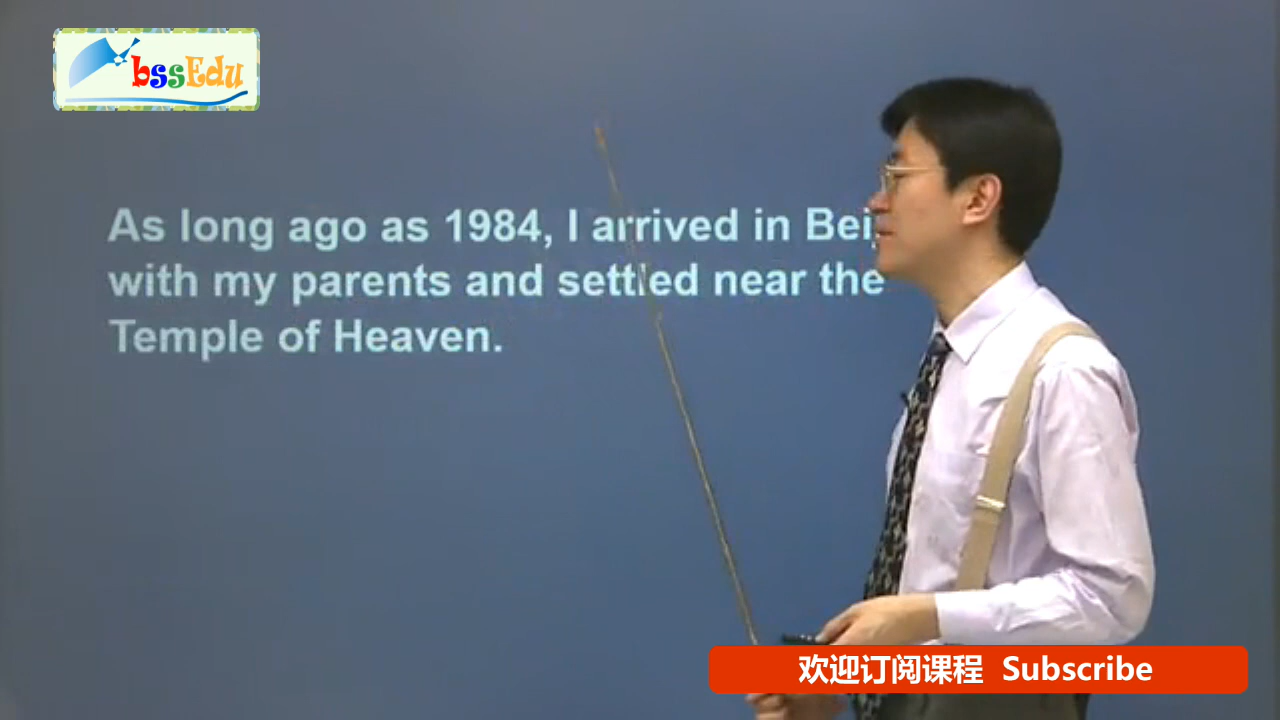 bssEdu
As long ago as 1984, I arrived in Bei
with my parents and settled near the
Temple of Heaven.
欢迎订阅课程 Subscribe